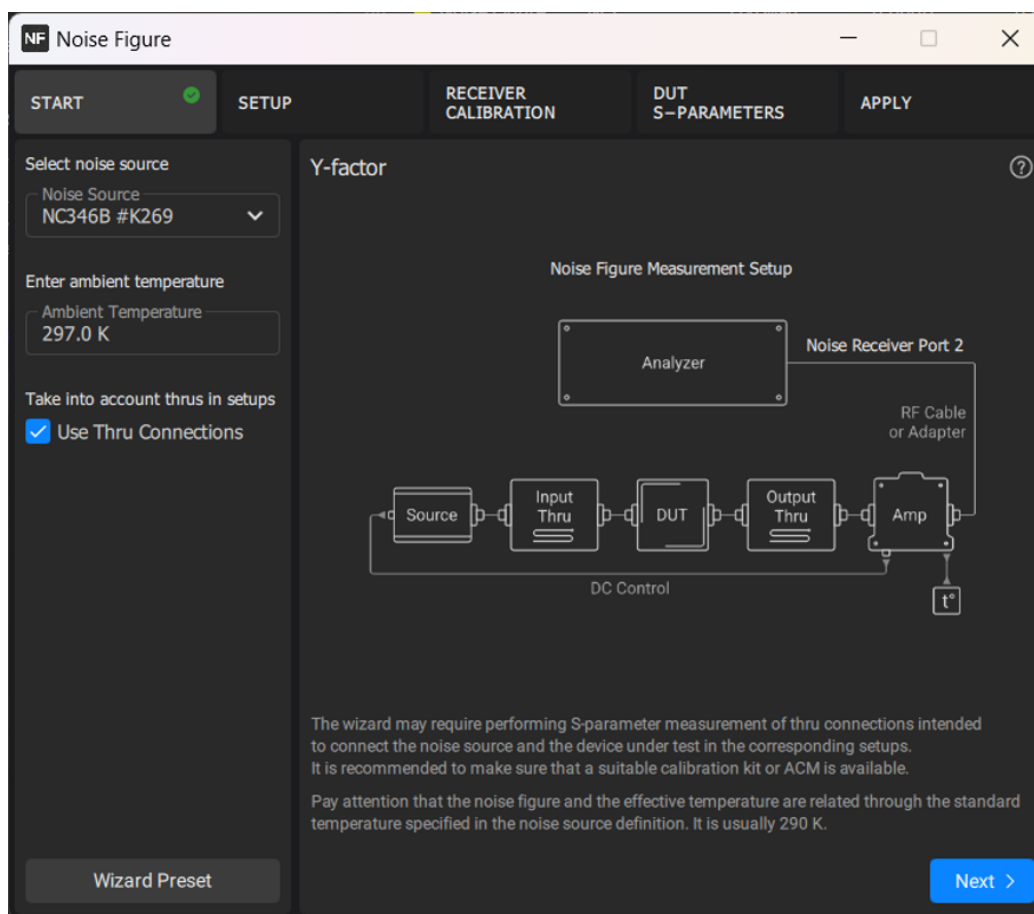 NF Noise Figure
START
SETUP
RECEIVER
CALIBRATION
DUT
S-PARAMETERS
APPLY
Select noise source
Noise Source
NC346B #K269
Enter ambient temperature
Ambient Temperature
297.0 K
Take into account thrus in setups
Use Thru Connections
Wizard Preset
Y-factor
?
Noise Figure Measurement Setup
Analyzer
Noise Receiver Port 2
RF Cable
or Adapter
Source
Input
Thru
DUT
Output
Thru
Amp
DC Control
t°
The wizard may require performing S-parameter measurement of thru connections intended
to connect the noise source and the device under test in the corresponding setups.
It is recommended to make sure that a suitable calibration kit or ACM is available.
Pay attention that the noise figure and the effective temperature are related through the standard
temperature specified in the noise source definition. It is usually 290 K.
Next >